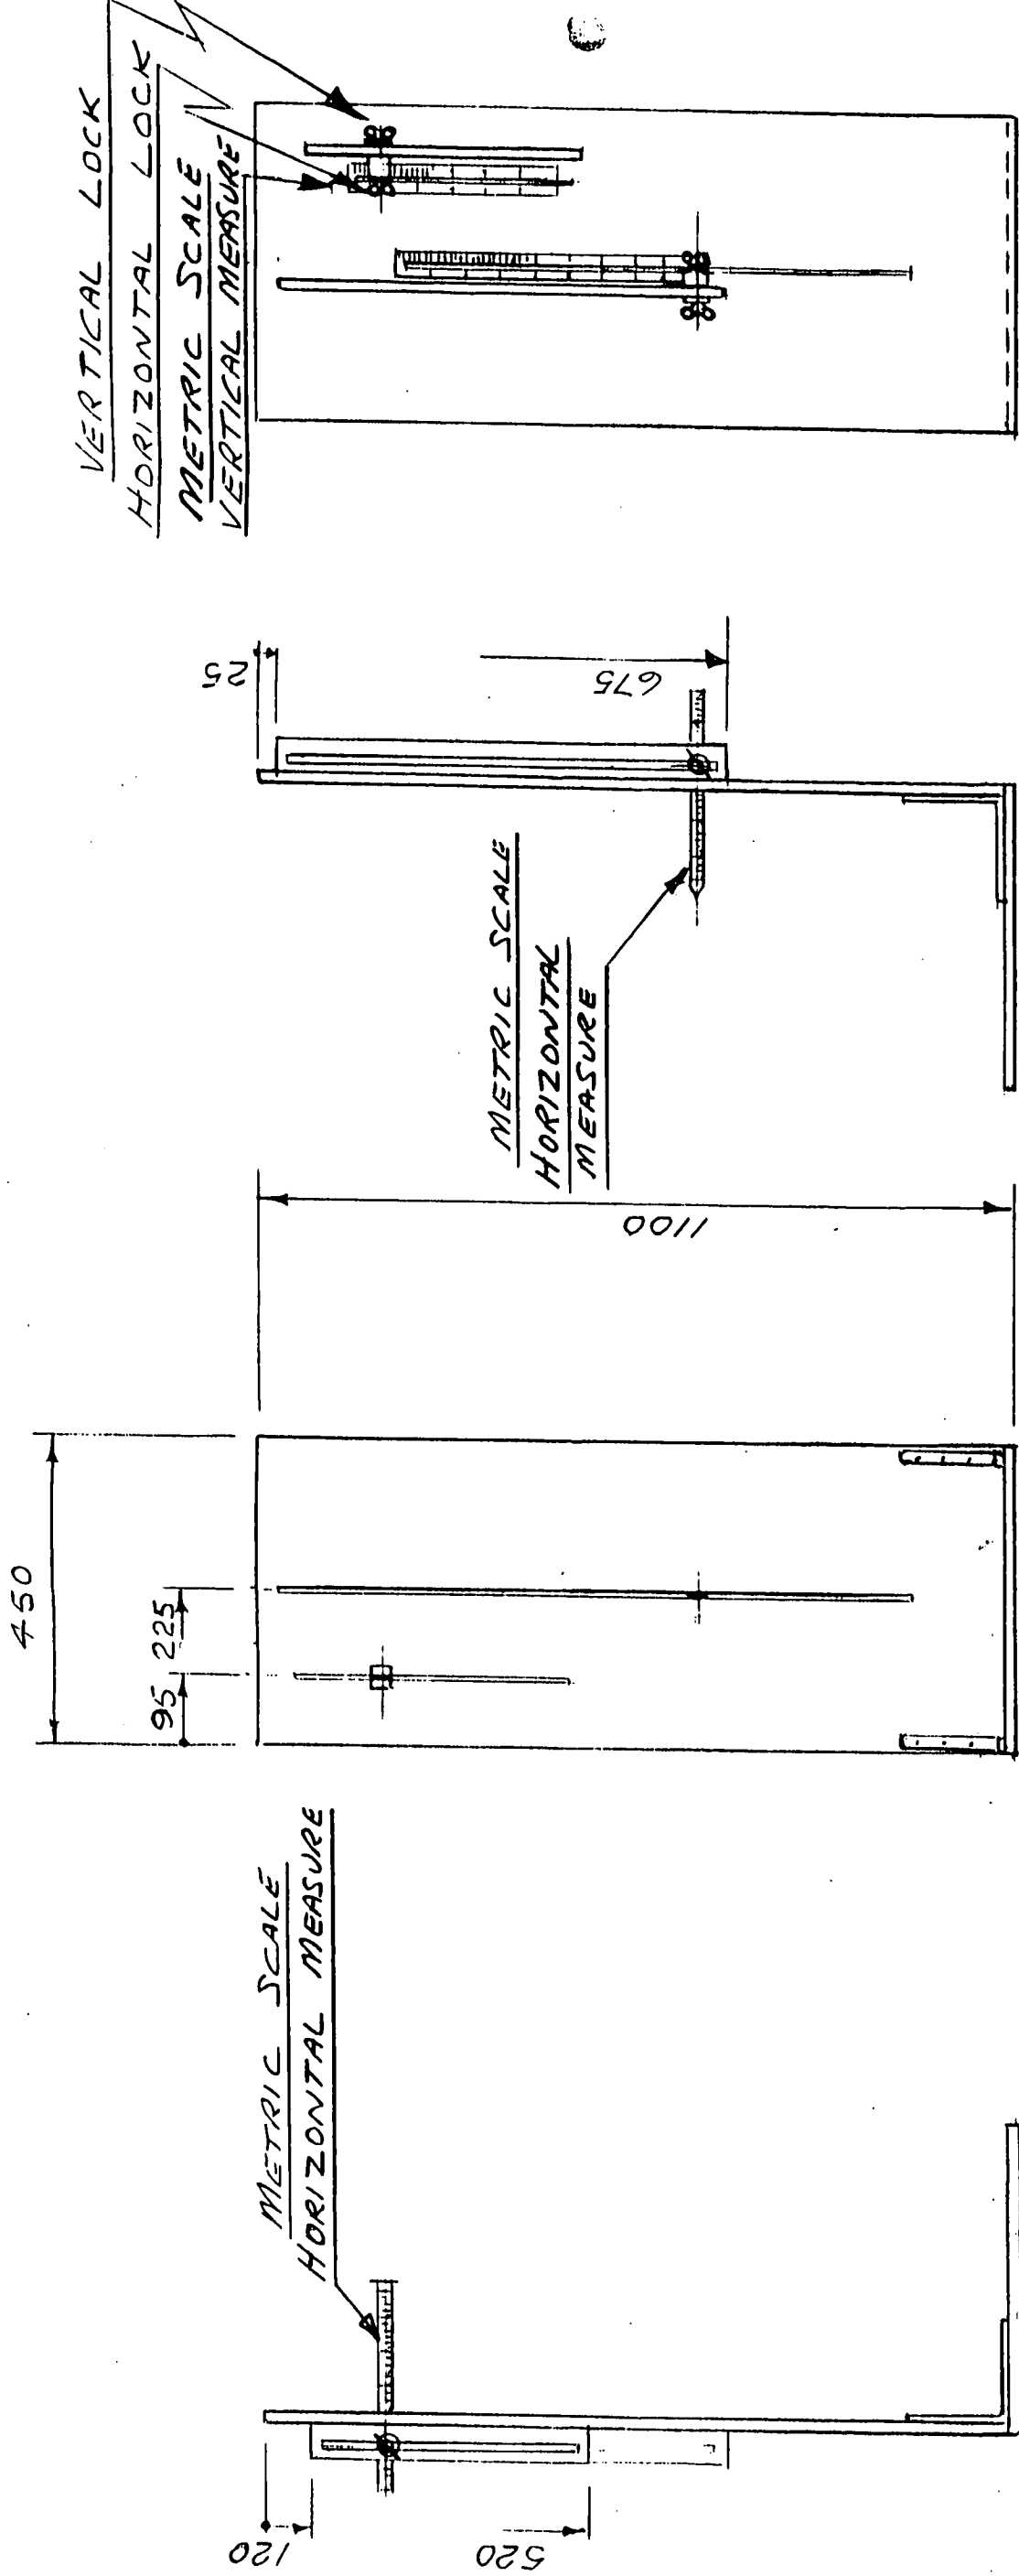 VERTICAL LOCK
HORIZONTAL LOCK
METRIC SCALE
VERTICAL MEASURE
25
675
METRIC SCALE
HORIZONTAL
MEASURE
1100
450
95 225
METRIC SCALE
HORIZONTAL MEASURE
120
520